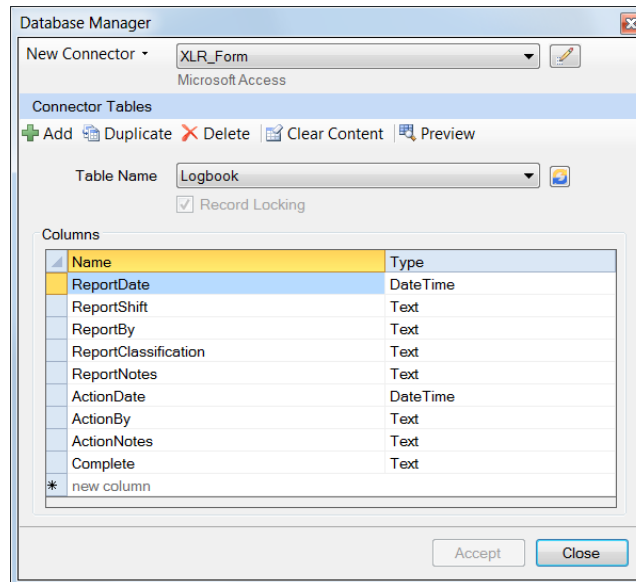 Database Manager
New Connector XLR_Form
Microsoft Access
Connector Tables
Add Duplicate Delete Clear Content Preview
Table Name Logbook
Record Locking
Columns
Name Type
ReportDate DateTime
ReportShift Text
ReportBy Text
ReportClassification Text
ReportNotes Text
ActionDate DateTime
ActionBy Text
ActionNotes Text
Complete Text
* new column
Accept Close